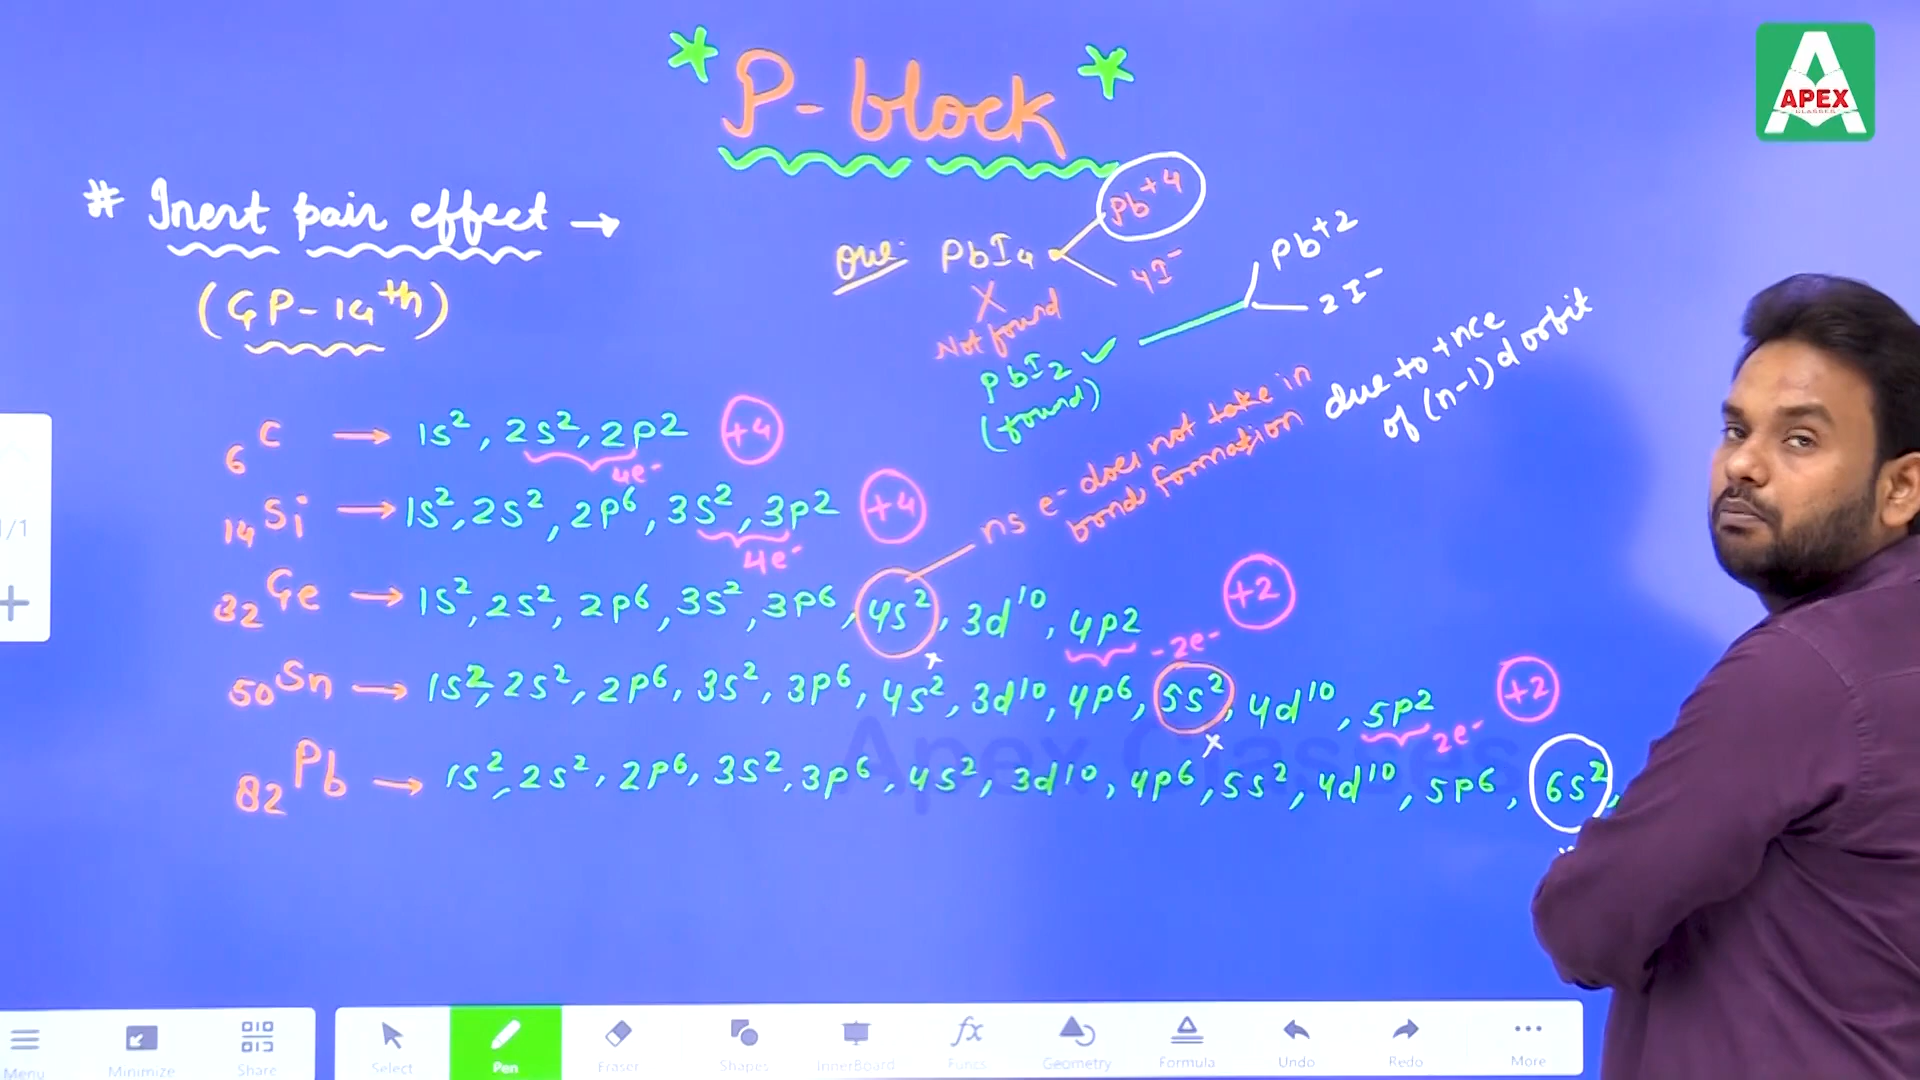 * P-block *
APEX
CLASSES
# Inert pair effect →
(GP-14th)
Que: PbI4
Pb+4
4I-
X
Not found
PbI2 ✓
(found)
Pb+2
2I-
ns e- does not take in
bond formation
due to +nce
of (n-1)d orbit
6C → 1s2, 2s2, 2p2 +4
4e-
14Si → 1s2, 2s2, 2p6, 3s2, 3p2 +4
4e-
32Ge → 1s2, 2s2, 2p6, 3s2, 3p6, 4s2, 3d10, 4p2 +2
x -2e-
50Sn → 1s2, 2s2, 2p6, 3s2, 3p6, 4s2, 3d10, 4p6, 5s2, 4d10, 5p2 +2
x 2e-
82Pb → 1s2, 2s2, 2p6, 3s2, 3p6, 4s2, 3d10, 4p6, 5s2, 4d10, 5p6, 6s2,
Apex Classes
1/1
+
Menu
Minimize
Share
Select
Pen
Eraser
Shapes
InnerBoard
Funcs
Geometry
Formula
Undo
Redo
More